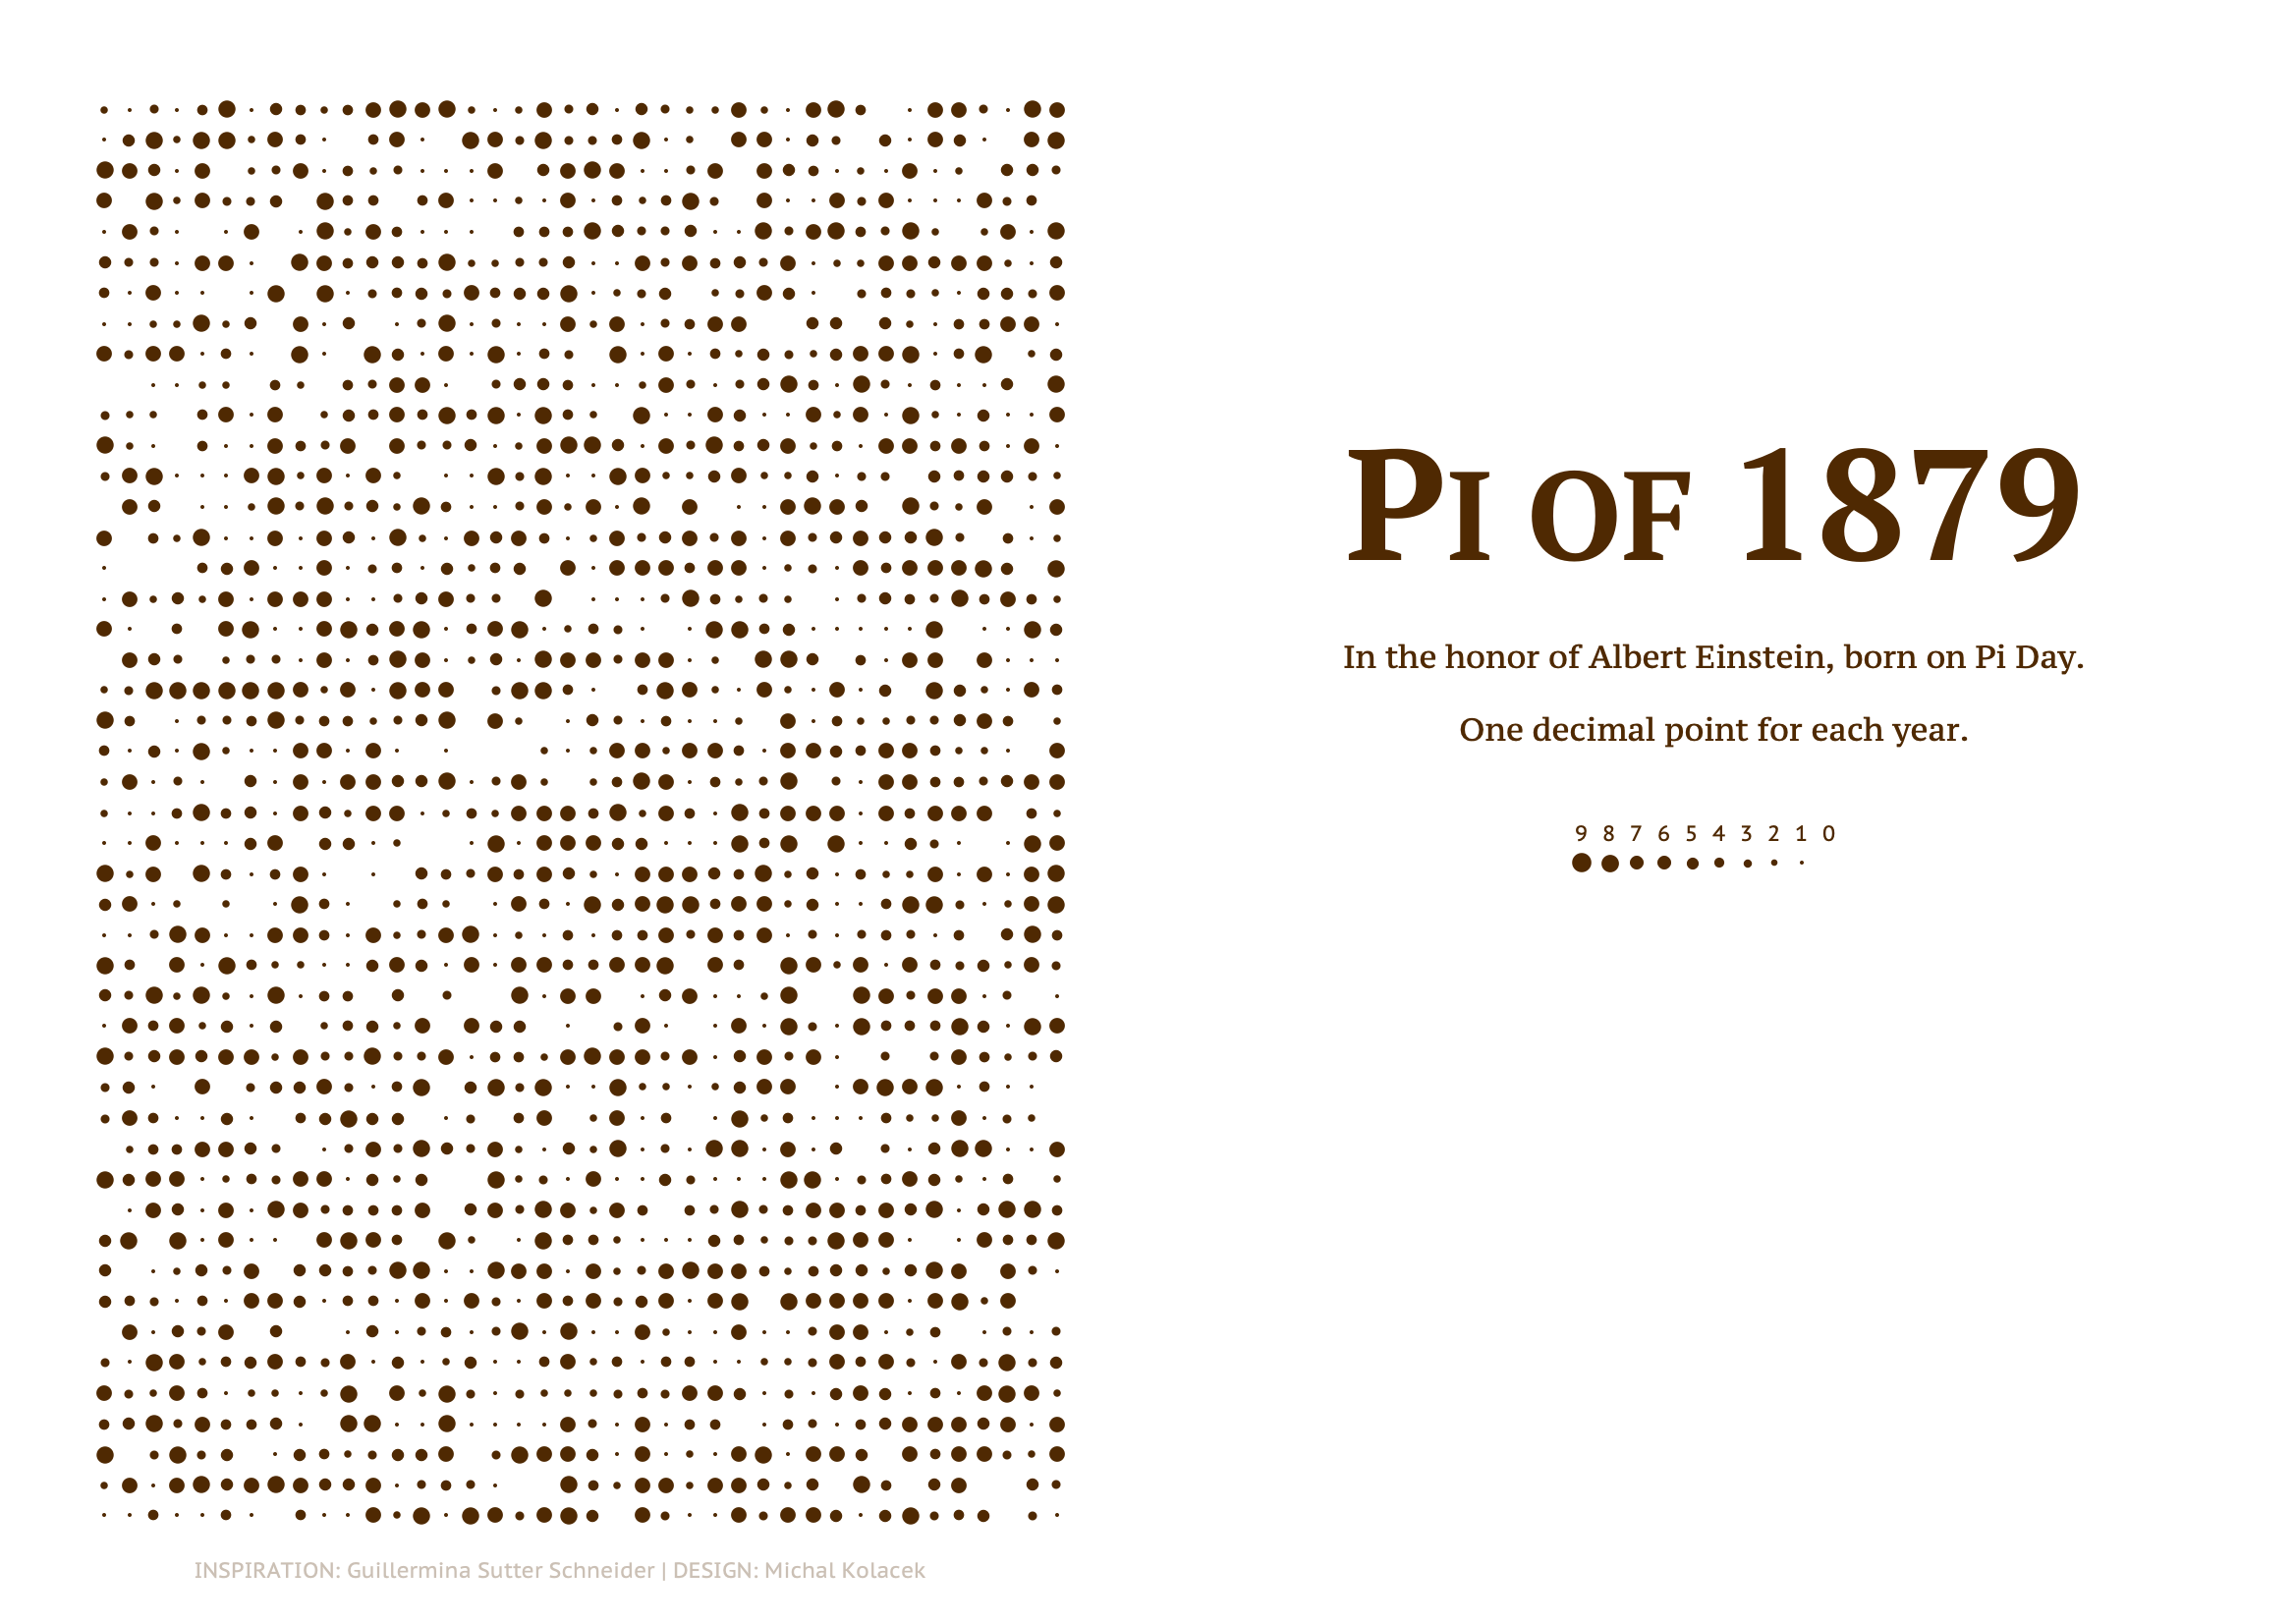 PI OF 1879
In the honor of Albert Einstein, born on Pi Day.
One decimal point for each year.
9 8 7 6 5 4 3 2 1 0
INSPIRATION: Guillermina Sutter Schneider | DESIGN: Michal Kolacek